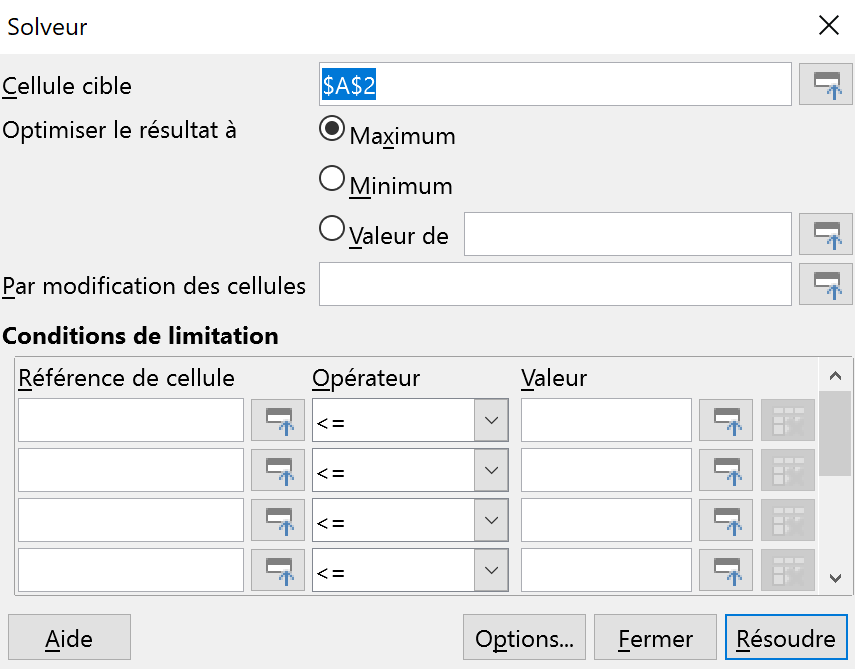 Solveur
Cellule cible $A$2
Optimiser le résultat à Maximum
Minimum
Valeur de
Par modification des cellules
Conditions de limitation
Référence de cellule Opérateur Valeur
<=
<=
<=
<=
Aide Options... Fermer Résoudre